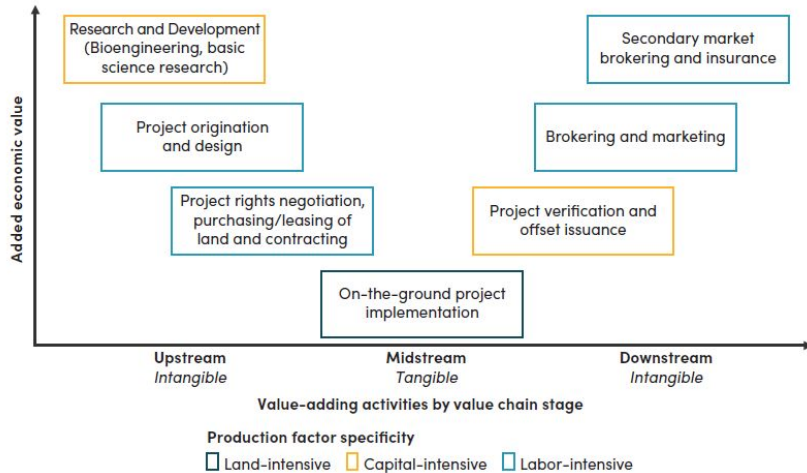 Added economic value
Research and Development
(Bioengineering, basic
science research)
Secondary market
brokering and insurance
Project origination
and design
Brokering and marketing
Project rights negotiation,
purchasing/leasing of
land and contracting
Project verification and
offset issuance
On-the-ground project
implementation
Upstream
Intangible
Midstream
Tangible
Downstream
Intangible
Value-adding activities by value chain stage
Production factor specificity
Land-intensive
Capital-intensive
Labor-intensive